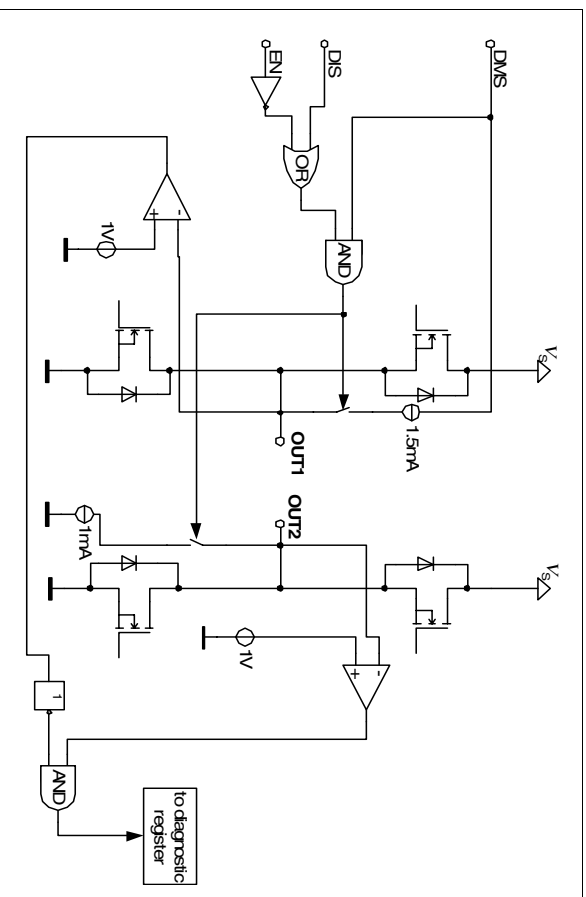 EN
DIS
DMS
OR
AND
1V
VS
1.5mA
OUT1
OUT2
1mA
VS
1V
1
AND
to diagnostic
register